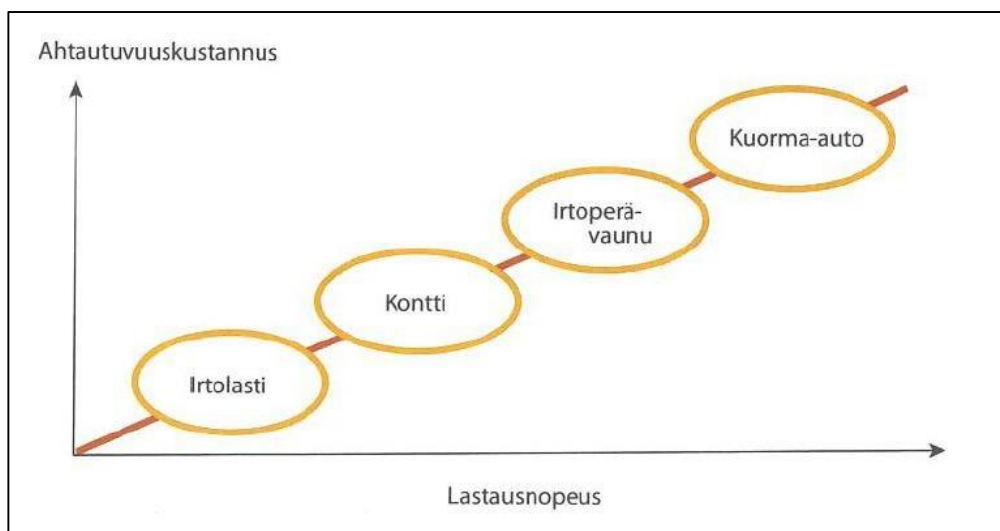 Ahtautuvuuskustannus
Kuorma-auto
Irtoperä-
vaunu
Kontti
Irtolasti
Lastausnopeus